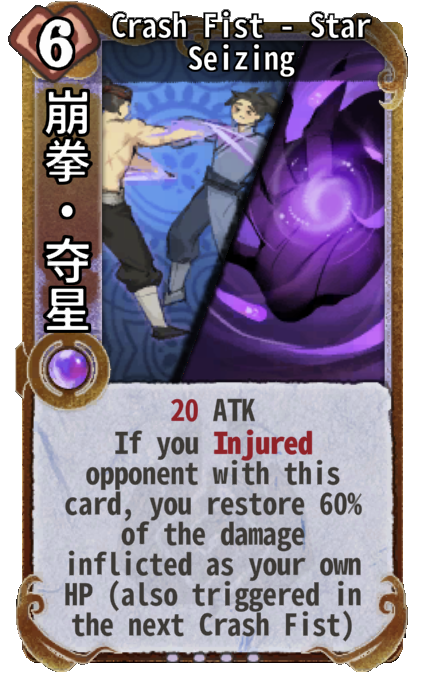 6
Crash Fist - Star
Seizing
崩拳·夺星
20 ATK
If you Injured
opponent with this
card, you restore 60%
of the damage
inflicted as your own
HP (also triggered in
the next Crash Fist)